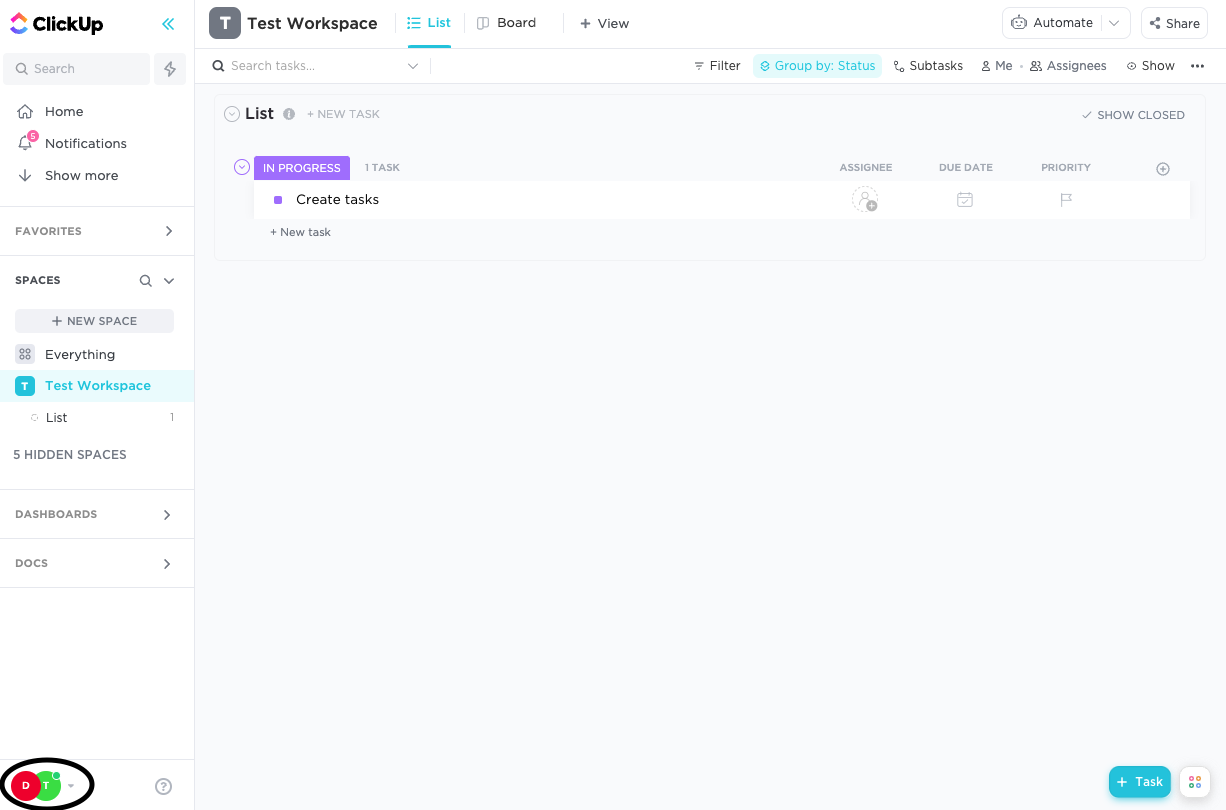 ClickUp
Search
Home
5
Notifications
Show more
FAVORITES
SPACES
+ NEW SPACE
Everything
T Test Workspace
List 1
5 HIDDEN SPACES
DASHBOARDS
DOCS
D T
?
T Test Workspace
List
Board
+ View
Automate
Share
Search tasks...
Filter
Group by: Status
Subtasks
Me
Assignees
Show
List
+ NEW TASK
SHOW CLOSED
IN PROGRESS
1 TASK
ASSIGNEE
DUE DATE
PRIORITY
Create tasks
+ New task
+ Task